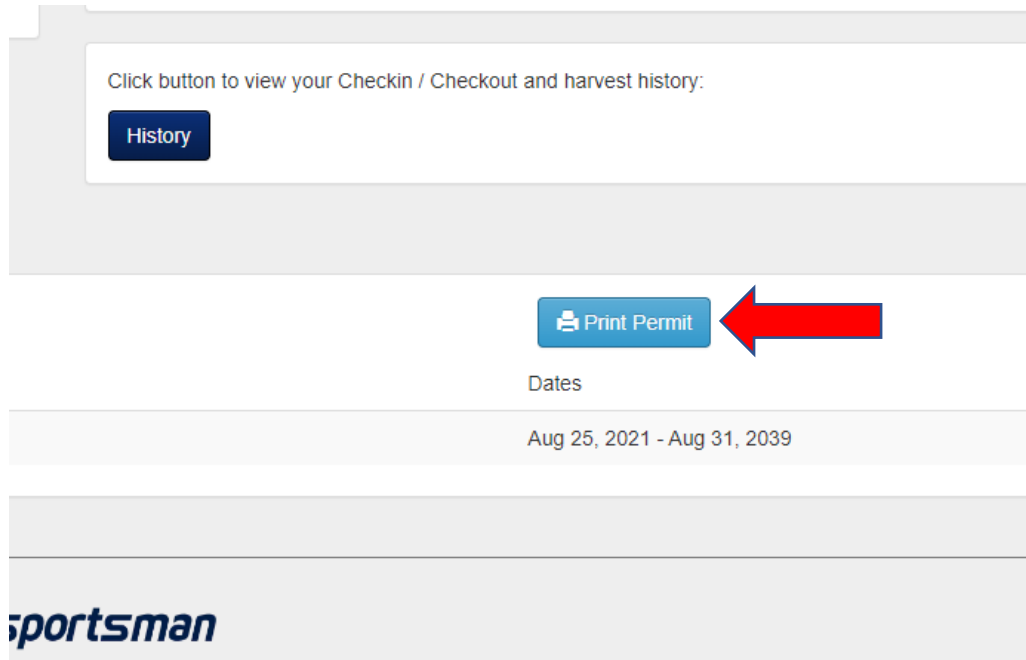 Click button to view your Checkin / Checkout and harvest history:
History
Print Permit
Dates
Aug 25, 2021 - Aug 31, 2039
sportsman